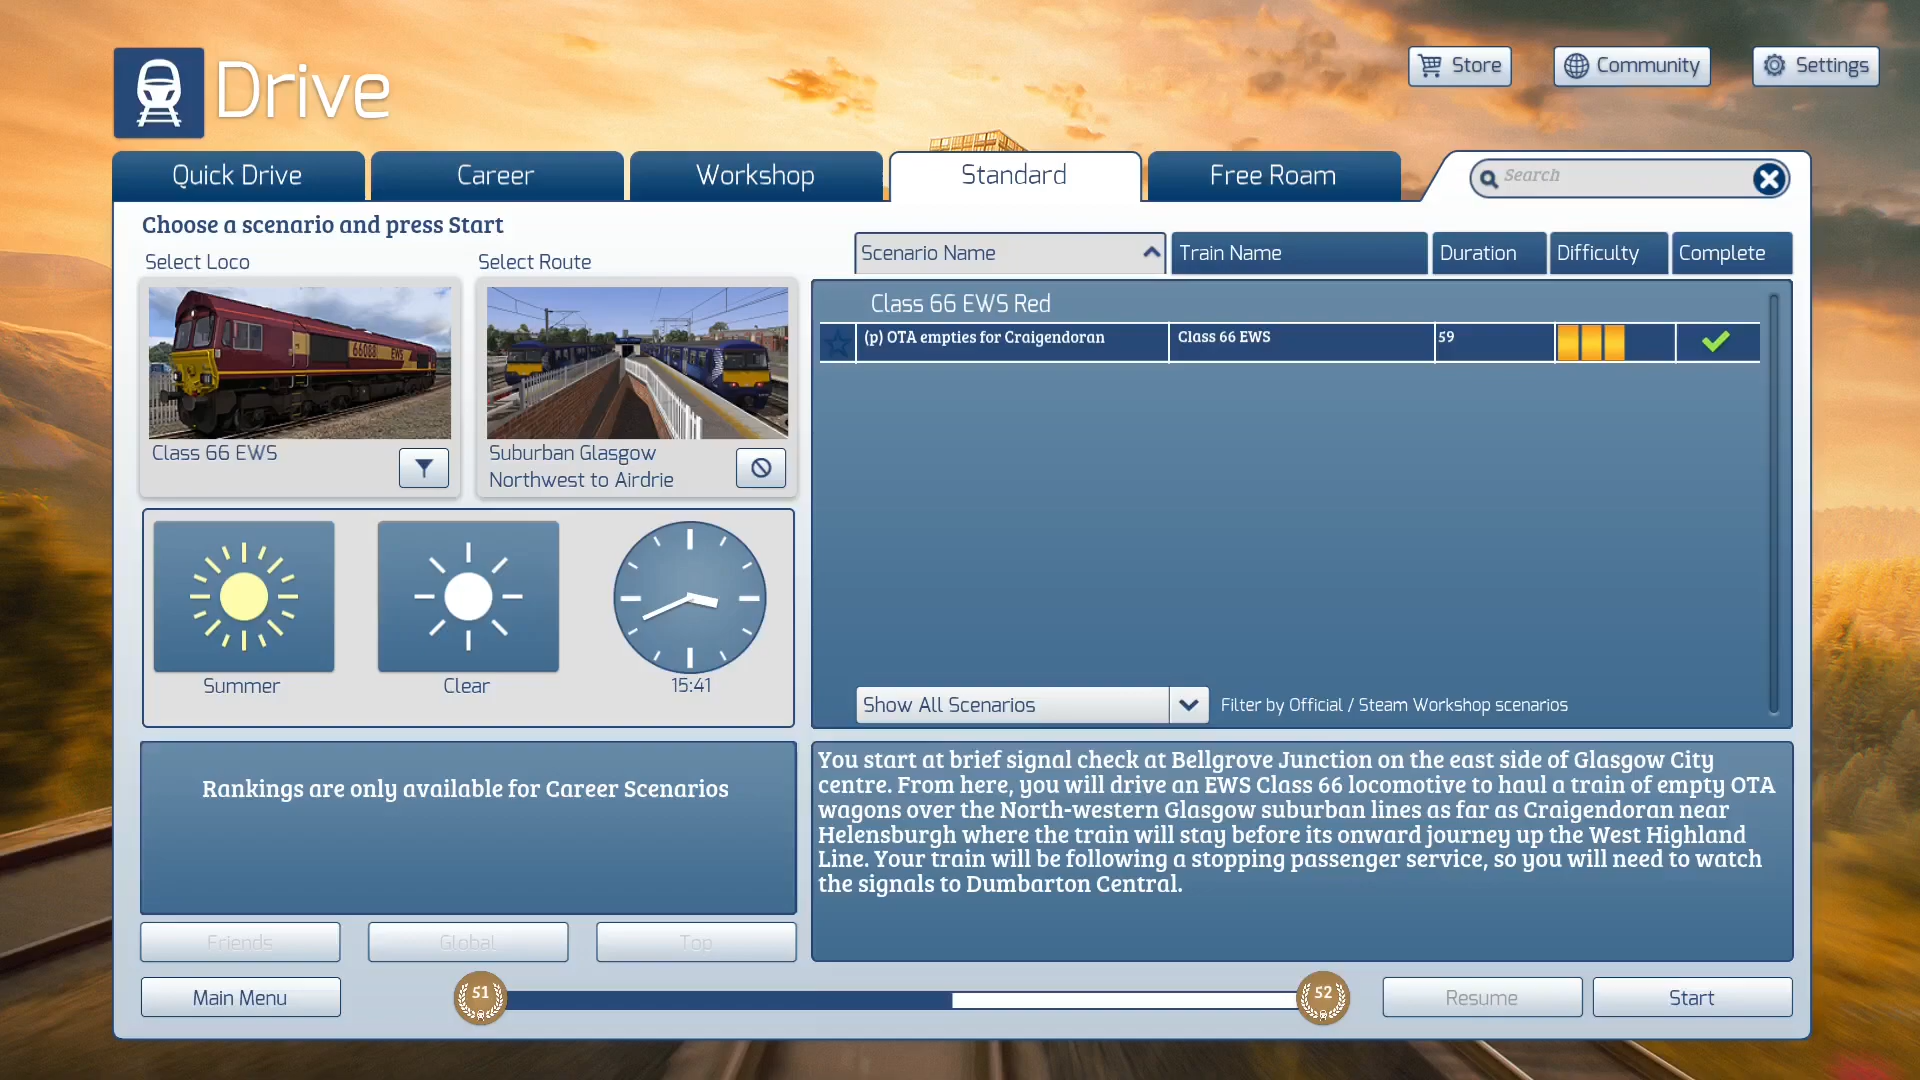 Drive
Store
Community
Settings
Quick Drive
Career
Workshop
Standard
Free Roam
Search
Choose a scenario and press Start
Select Loco
Select Route
Scenario Name
Train Name
Duration
Difficulty
Complete
66088
EWS
Class 66 EWS
Suburban Glasgow
Northwest to Airdrie
Class 66 EWS Red
(p) OTA empties for Craigendoran
Class 66 EWS
59
Summer
Clear
15:41
Show All Scenarios
Filter by Official / Steam Workshop scenarios
Rankings are only available for Career Scenarios
You start at brief signal check at Bellgrove Junction on the east side of Glasgow City
centre. From here, you will drive an EWS Class 66 locomotive to haul a train of empty OTA
wagons over the North-western Glasgow suburban lines as far as Craigendoran near
Helensburgh where the train will stay before its onward journey up the West Highland
Line. Your train will be following a stopping passenger service, so you will need to watch
the signals to Dumbarton Central.
Friends
Global
Top
Main Menu
51
52
Resume
Start